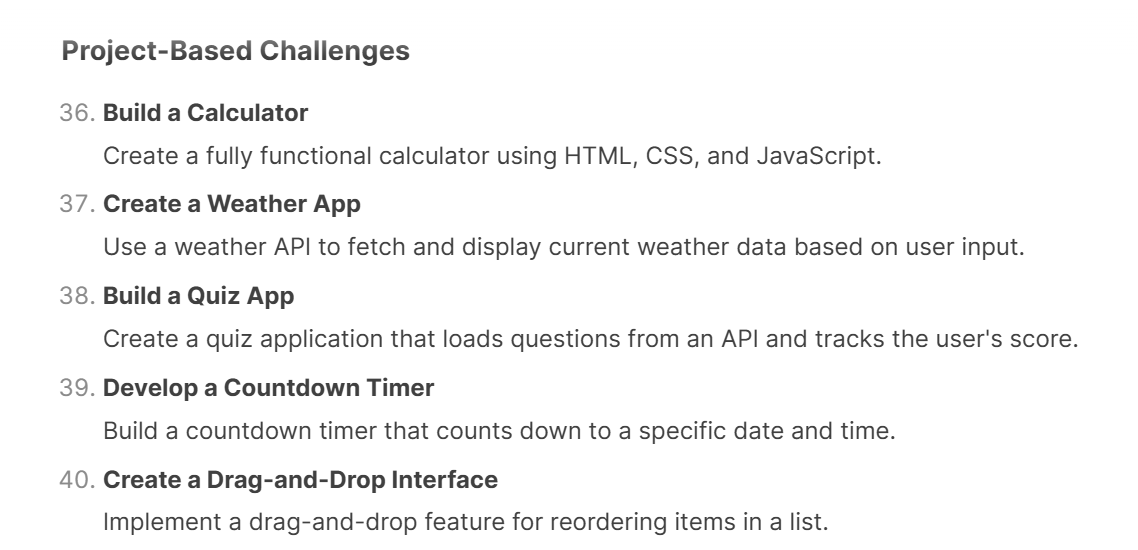 Project-Based Challenges
36. Build a Calculator
Create a fully functional calculator using HTML, CSS, and JavaScript.
37. Create a Weather App
Use a weather API to fetch and display current weather data based on user input.
38. Build a Quiz App
Create a quiz application that loads questions from an API and tracks the user's score.
39. Develop a Countdown Timer
Build a countdown timer that counts down to a specific date and time.
40. Create a Drag-and-Drop Interface
Implement a drag-and-drop feature for reordering items in a list.